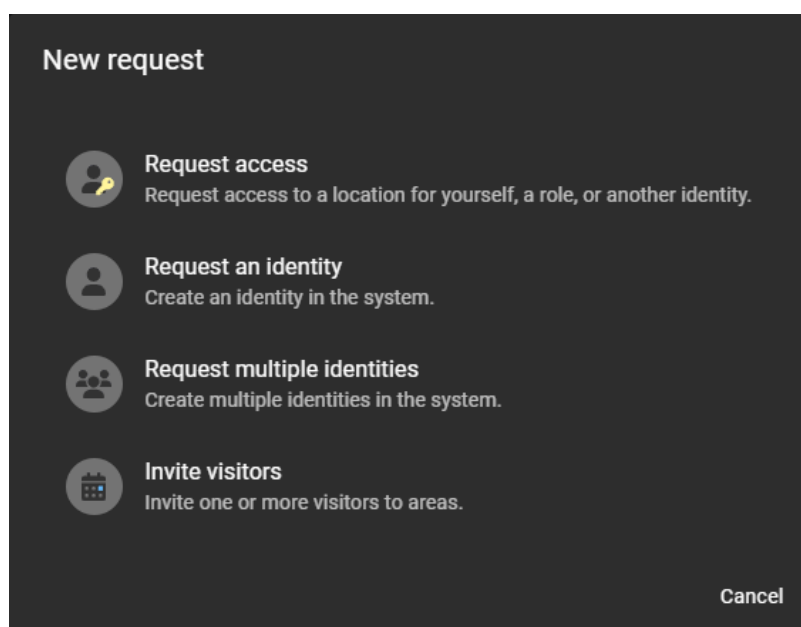 New request
Request access
Request access to a location for yourself, a role, or another identity.
Request an identity
Create an identity in the system.
Request multiple identities
Create multiple identities in the system.
Invite visitors
Invite one or more visitors to areas.
Cancel